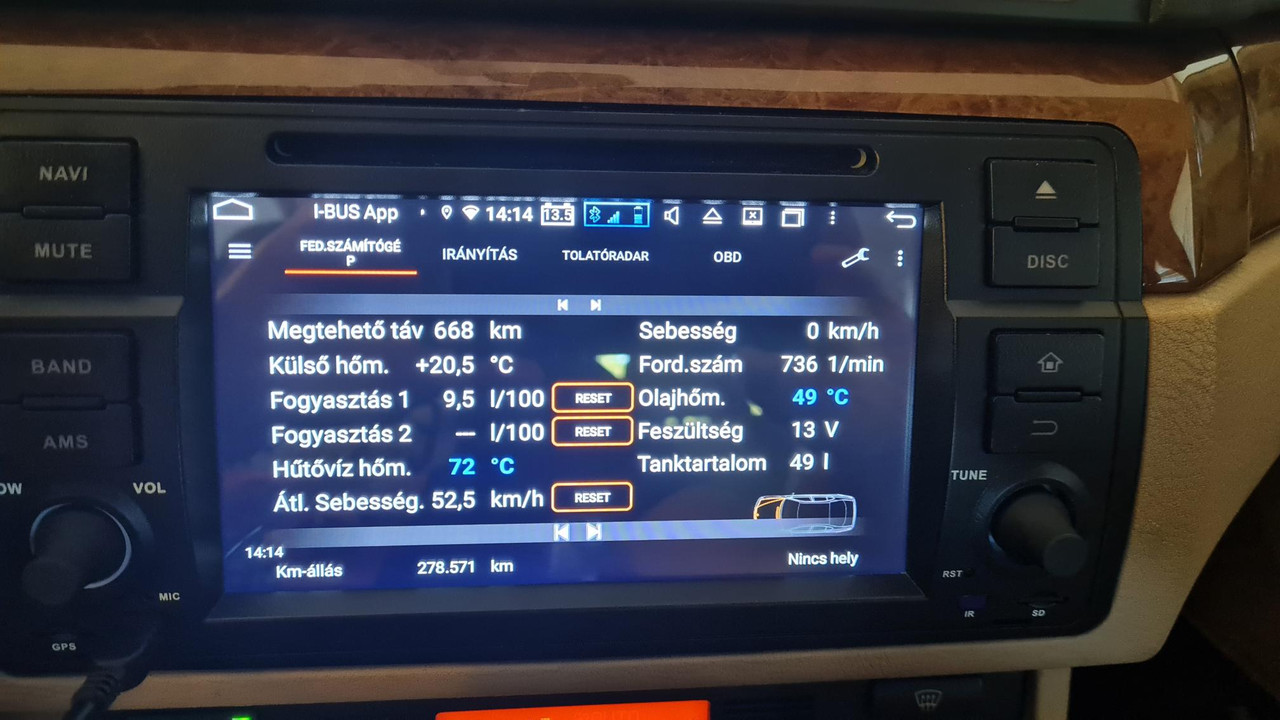 NAVI
MUTE
BAND
AMS
VOL
MIC
GPS
I-BUS App 14:14 13.5
FED.SZÁMÍTÓGÉ
P
IRÁNYÍTÁS
TOLATÓRADAR
OBD
Megtehető táv 668 km
Külső hőm. +20,5 °C
Fogyasztás 1 9,5 l/100 RESET
Fogyasztás 2 --- l/100 RESET
Hűtővíz hőm. 72 °C
Átl. Sebesség. 52,5 km/h RESET
Sebesség 0 km/h
Ford.szám 736 1/min
Olajhőm. 49 °C
Feszültség 13 V
Tanktartalom 49 l
14:14
Km-állás 278.571 km
Nincs hely
DISC
TUNE
RST
IR
SD